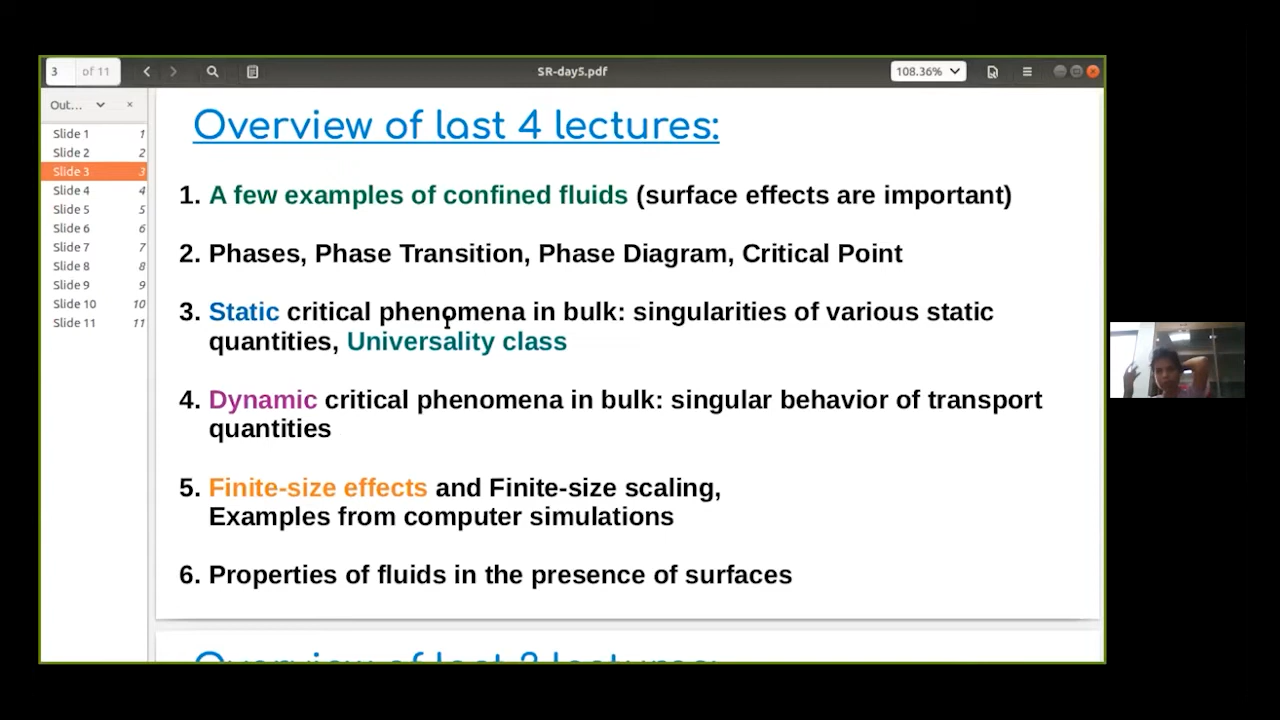 3 of 11
SR-day5.pdf
108.36%
Out...
Slide 1 1
Slide 2 2
Slide 3 3
Slide 4 4
Slide 5 5
Slide 6 6
Slide 7 7
Slide 8 8
Slide 9 9
Slide 10 10
Slide 11 11
Overview of last 4 lectures:
1. A few examples of confined fluids (surface effects are important)
2. Phases, Phase Transition, Phase Diagram, Critical Point
3. Static critical phenomena in bulk: singularities of various static
quantities, Universality class
4. Dynamic critical phenomena in bulk: singular behavior of transport
quantities
5. Finite-size effects and Finite-size scaling,
Examples from computer simulations
6. Properties of fluids in the presence of surfaces
Overview of last 3 lectures: